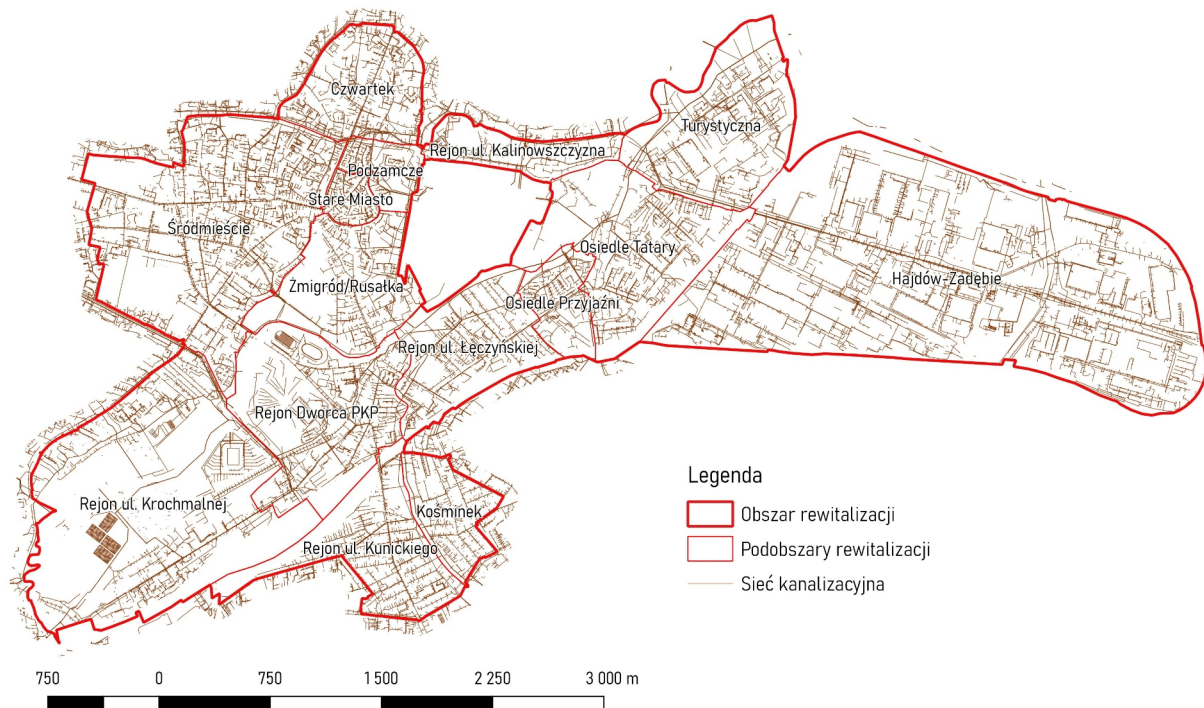 Czwartek
Turystyczna
Rejon ul. Kalinowszczyzna
Podzamcze
Stare Miasto
Śródmieście
Osiedle Tatary
Hajdów-Zadębie
Żmigród/Rusałka
Osiedle Przyjaźni
Rejon ul. Łęczyńskiej
Rejon Dworca PKP
Rejon ul. Krochmalnej
Kośminek
Rejon ul. Kunickiego
Legenda
Obszar rewitalizacji
Podobszary rewitalizacji
Sieć kanalizacyjna
750 0 750 1 500 2 250 3 000 m